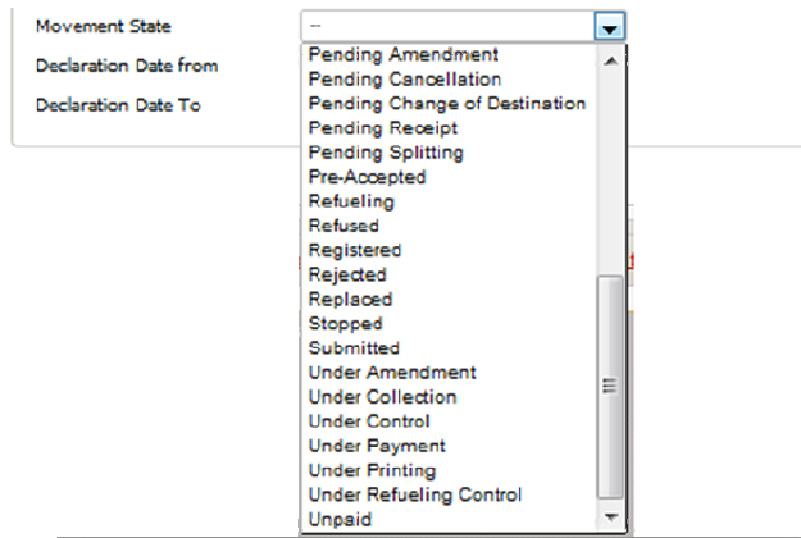 Movement State --
Declaration Date from
Declaration Date To
Pending Amendment
Pending Cancellation
Pending Change of Destination
Pending Receipt
Pending Splitting
Pre-Accepted
Refueling
Refused
Registered
Rejected
Replaced
Stopped
Submitted
Under Amendment
Under Collection
Under Control
Under Payment
Under Printing
Under Refueling Control
Unpaid